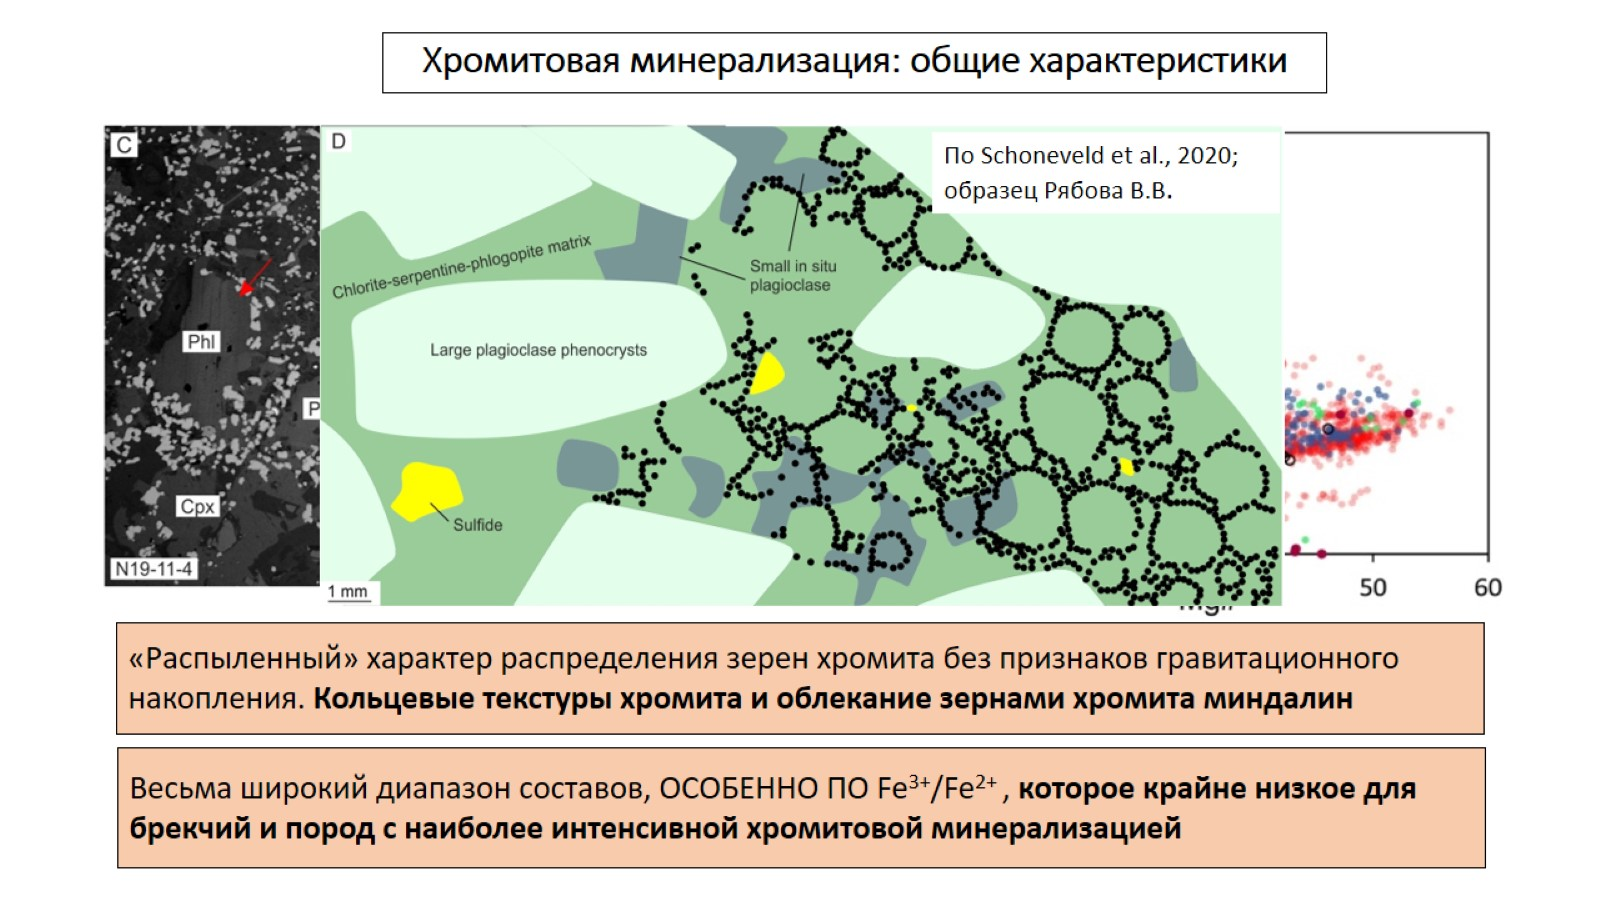 Хромитовая минерализация: общие характеристики
C
D
По Schoneveld et al., 2020;
образец Рябова В.В.
Chlorite-serpentine-phlogopite matrix
Small in situ
plagioclase
Phl
Large plagioclase phenocrysts
P
Cpx
Sulfide
N19-11-4
1 mm
50
60
«Распыленный» характер распределения зерен хромита без признаков гравитационного
накопления. Кольцевые текстуры хромита и облекание зернами хромита миндалин
Весьма широкий диапазон составов, ОСОБЕННО ПО Fe³⁺/Fe²⁺ , которое крайне низкое для
брекчий и пород с наиболее интенсивной хромитовой минерализацией